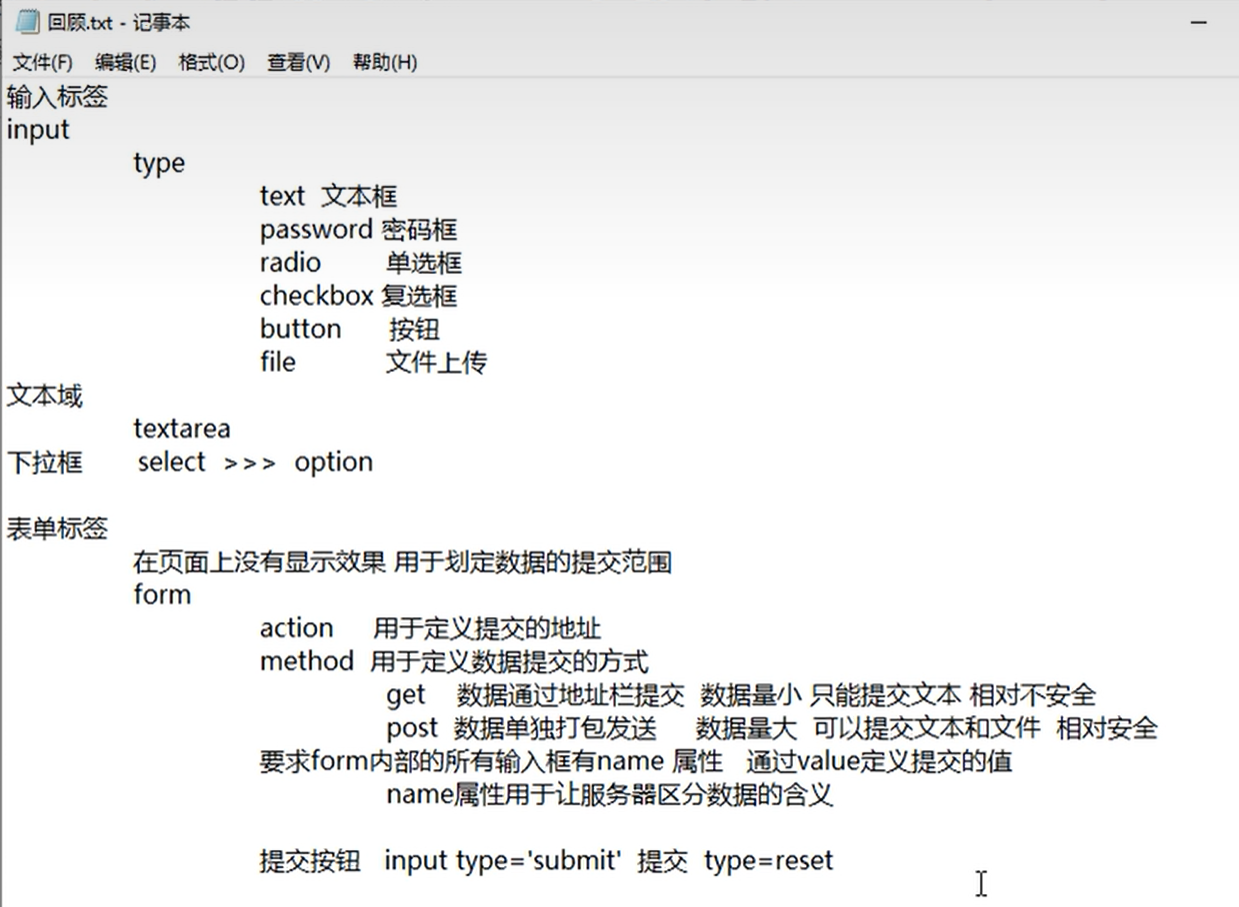 回顾.txt - 记事本
文件(F) 编辑(E) 格式(O) 查看(V) 帮助(H)
输入标签
input
type
text 文本框
password 密码框
radio 单选框
checkbox 复选框
button 按钮
file 文件上传
文本域
textarea
下拉框 select >>> option
表单标签
在页面上没有显示效果 用于划定数据的提交范围
form
action 用于定义提交的地址
method 用于定义数据提交的方式
get 数据通过地址栏提交 数据量小 只能提交文本 相对不安全
post 数据单独打包发送 数据量大 可以提交文本和文件 相对安全
要求form内部的所有输入框有name 属性 通过value定义提交的值
name属性用于让服务器区分数据的含义
提交按钮 input type='submit' 提交 type=reset